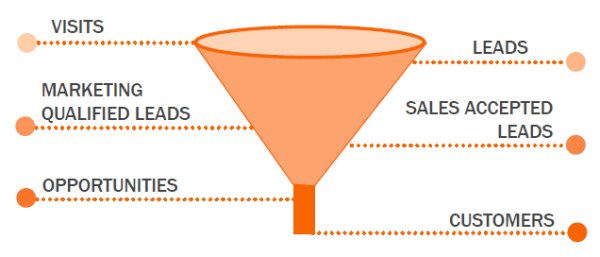 VISITS
LEADS
MARKETING
QUALIFIED LEADS
SALES ACCEPTED
LEADS
OPPORTUNITIES
CUSTOMERS